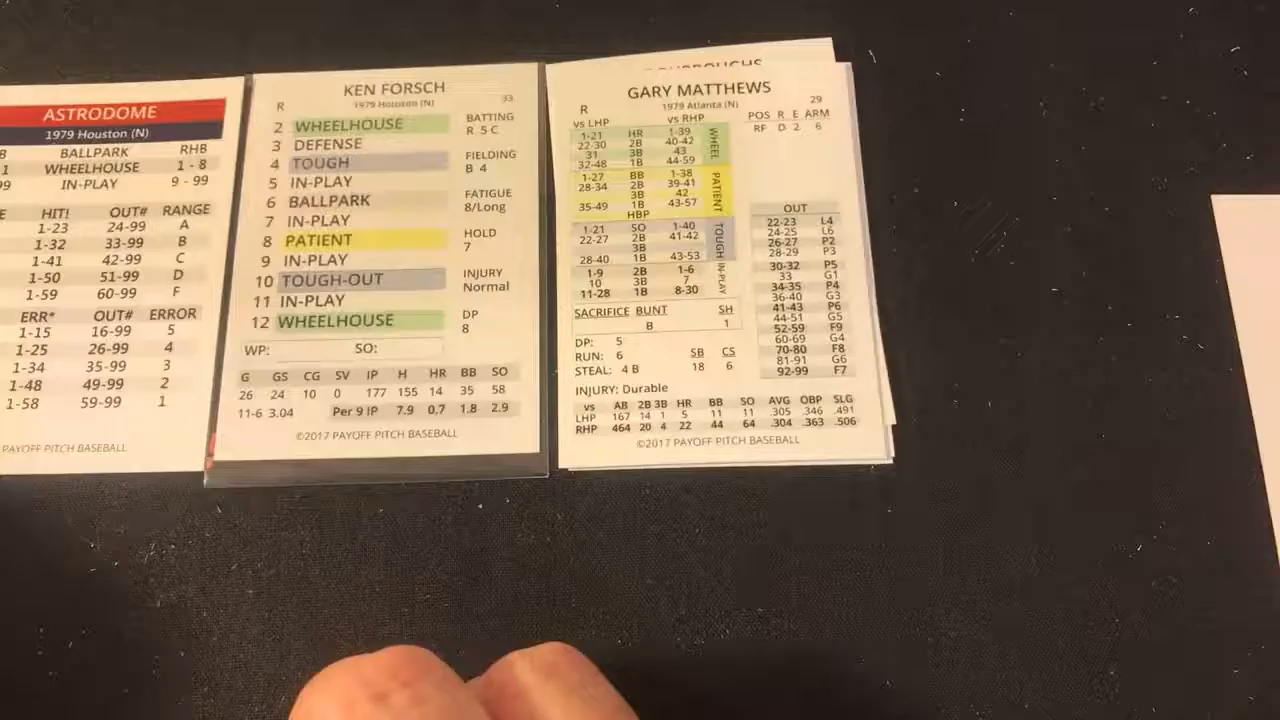 ASTRODOME
1979 Houston (N)
B BALLPARK RHB
1 WHEELHOUSE 1 - 8
99 IN-PLAY 9 - 99
E HIT! OUT# RANGE
1-23 24-99 A
1-32 33-99 B
1-41 42-99 C
1-50 51-99 D
1-59 60-99 F
ERR* OUT# ERROR
1-15 16-99 5
1-25 26-99 4
1-34 35-99 3
1-48 49-99 2
1-58 59-99 1
PAYOFF PITCH BASEBALL
KEN FORSCH
R 1979 Houston (N) 33
2 WHEELHOUSE
3 DEFENSE
4 TOUGH
5 IN-PLAY
6 BALLPARK
7 IN-PLAY
8 PATIENT
9 IN-PLAY
10 TOUGH-OUT
11 IN-PLAY
12 WHEELHOUSE
BATTING
R 5 C
FIELDING
B 4
FATIGUE
8/Long
HOLD
7
INJURY
Normal
DP
8
WP: SO:
G GS CG SV IP H HR BB SO
26 24 10 0 177 155 14 35 58
11-6 3.04 Per 9 IP 7.9 0.7 1.8 2.9
©2017 PAYOFF PITCH BASEBALL
GARY MATTHEWS
R 1979 Atlanta (N) 29
vs LHP vs RHP
1-21 HR 1-39
22-30 2B 40-42
31 3B 43
32-48 1B 44-59
WHEEL
1-27 BB 1-38
28-34 2B 39-41
3B 42
35-49 1B 43-57
HBP
PATIENT
1-21 SO 1-40
22-27 2B 41-42
3B
28-40 1B 43-53
TOUGH
1-9 2B 1-6
10 3B 7
11-28 1B 8-30
IN-PLAY
SACRIFICE BUNT SH
B 1
DP: 5
RUN: 6 SB CS
STEAL: 4 B 18 6
INJURY: Durable
POS R E ARM
RF D 2 6
OUT
22-23 L4
24-25 L6
26-27 P2
28-29 P3
30-32 P5
33 G1
34-35 P4
36-40 G3
41-43 P6
44-51 G5
52-59 F9
60-69 G4
70-80 F8
81-91 G6
92-99 F7
vs AB 2B 3B HR BB SO AVG OBP SLG
LHP 167 14 1 5 11 11 .305 .346 .491
RHP 464 20 4 22 44 64 .304 .363 .506
©2017 PAYOFF PITCH BASEBALL